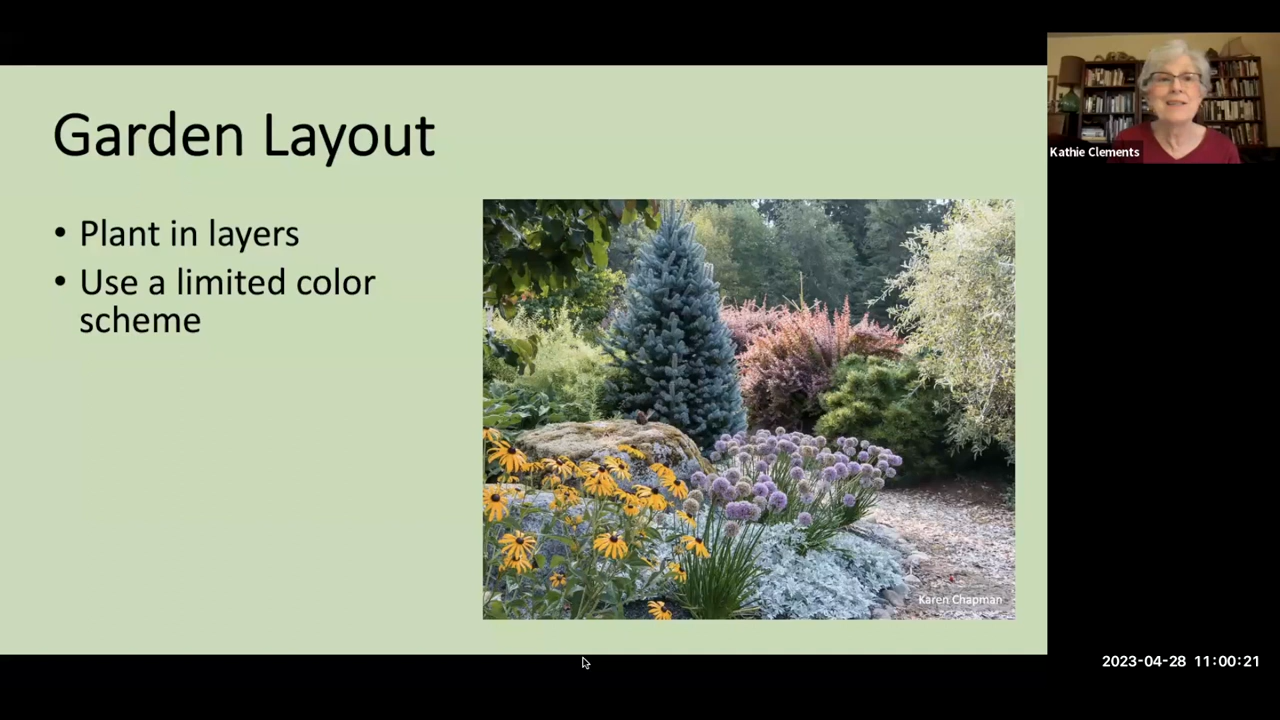 Garden Layout
• Plant in layers
• Use a limited color
scheme
Karen Chapman
Kathie Clements
2023-04-28 11:00:21